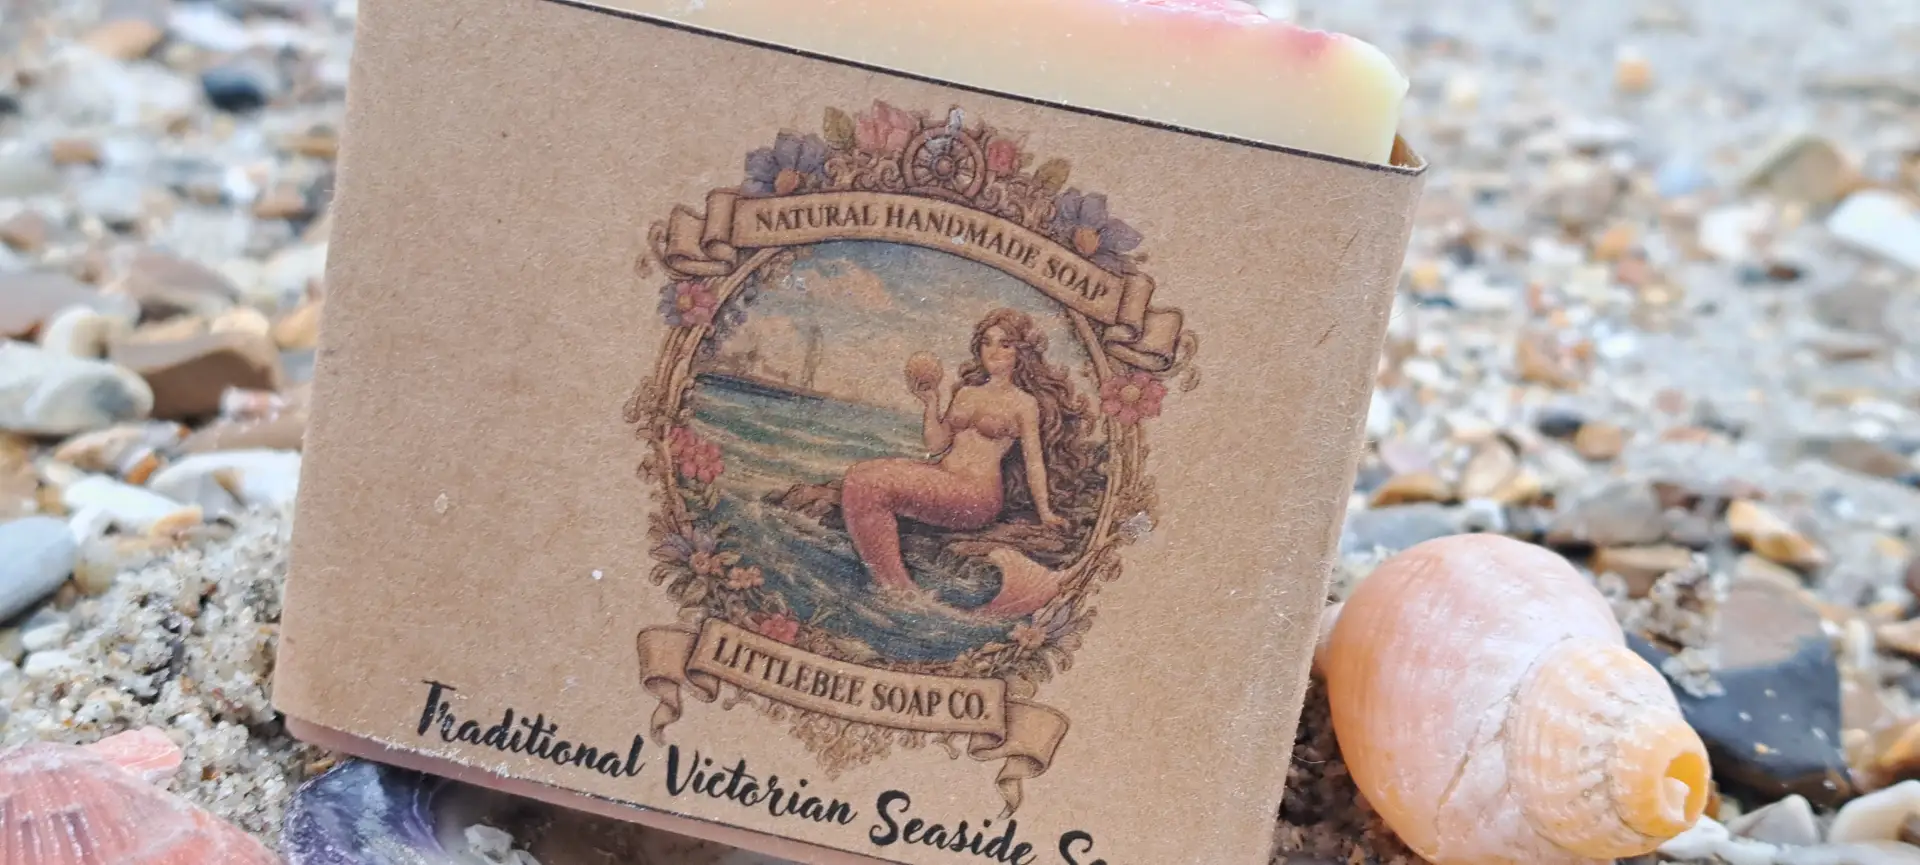 NATURAL HANDMADE SOAP
LITTLEBEE SOAP CO.
Traditional Victorian Seaside